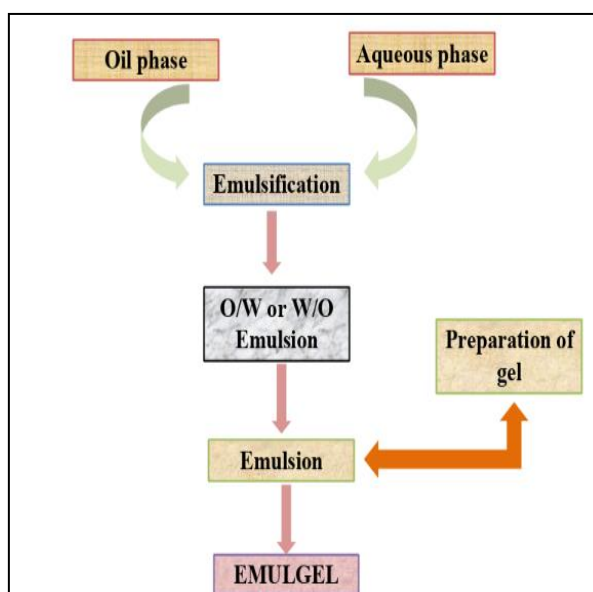 Oil phase
Aqueous phase
Emulsification
O/W or W/O
Emulsion
Preparation of
gel
Emulsion
EMULGEL